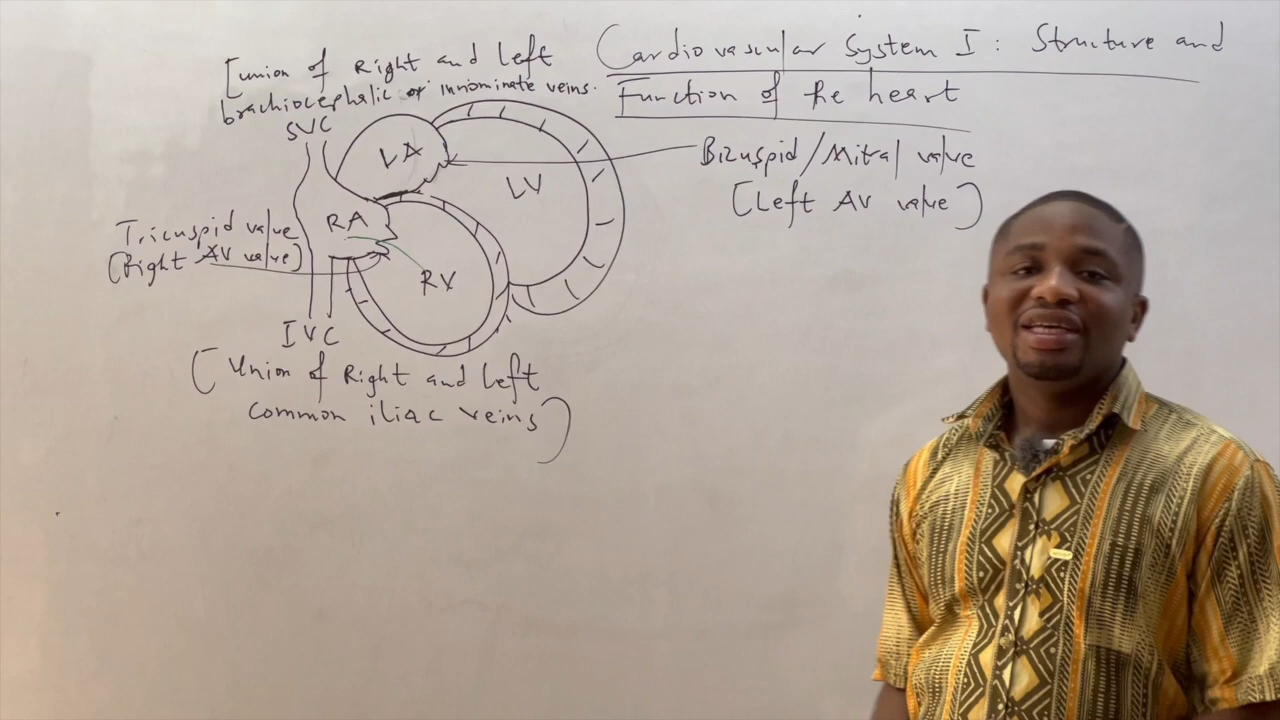 Cardiovascular System I: Structure and
Function of the heart
[union of Right and Left
brachiocephalic or innominate veins.
SVC
LA
LV
Bicuspid/Mitral valve
[Left AV valve)
Tricuspid valve
(Right AV valve)
RA
RV
IVC
(Union of Right and Left
common iliac veins)